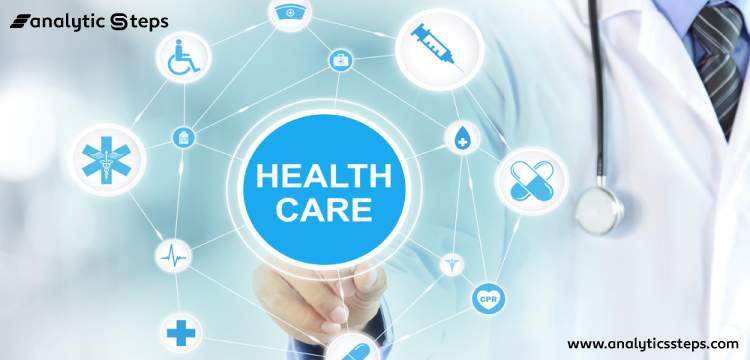 analytic Steps
HEALTH
CARE
CPR
www.analyticssteps.com